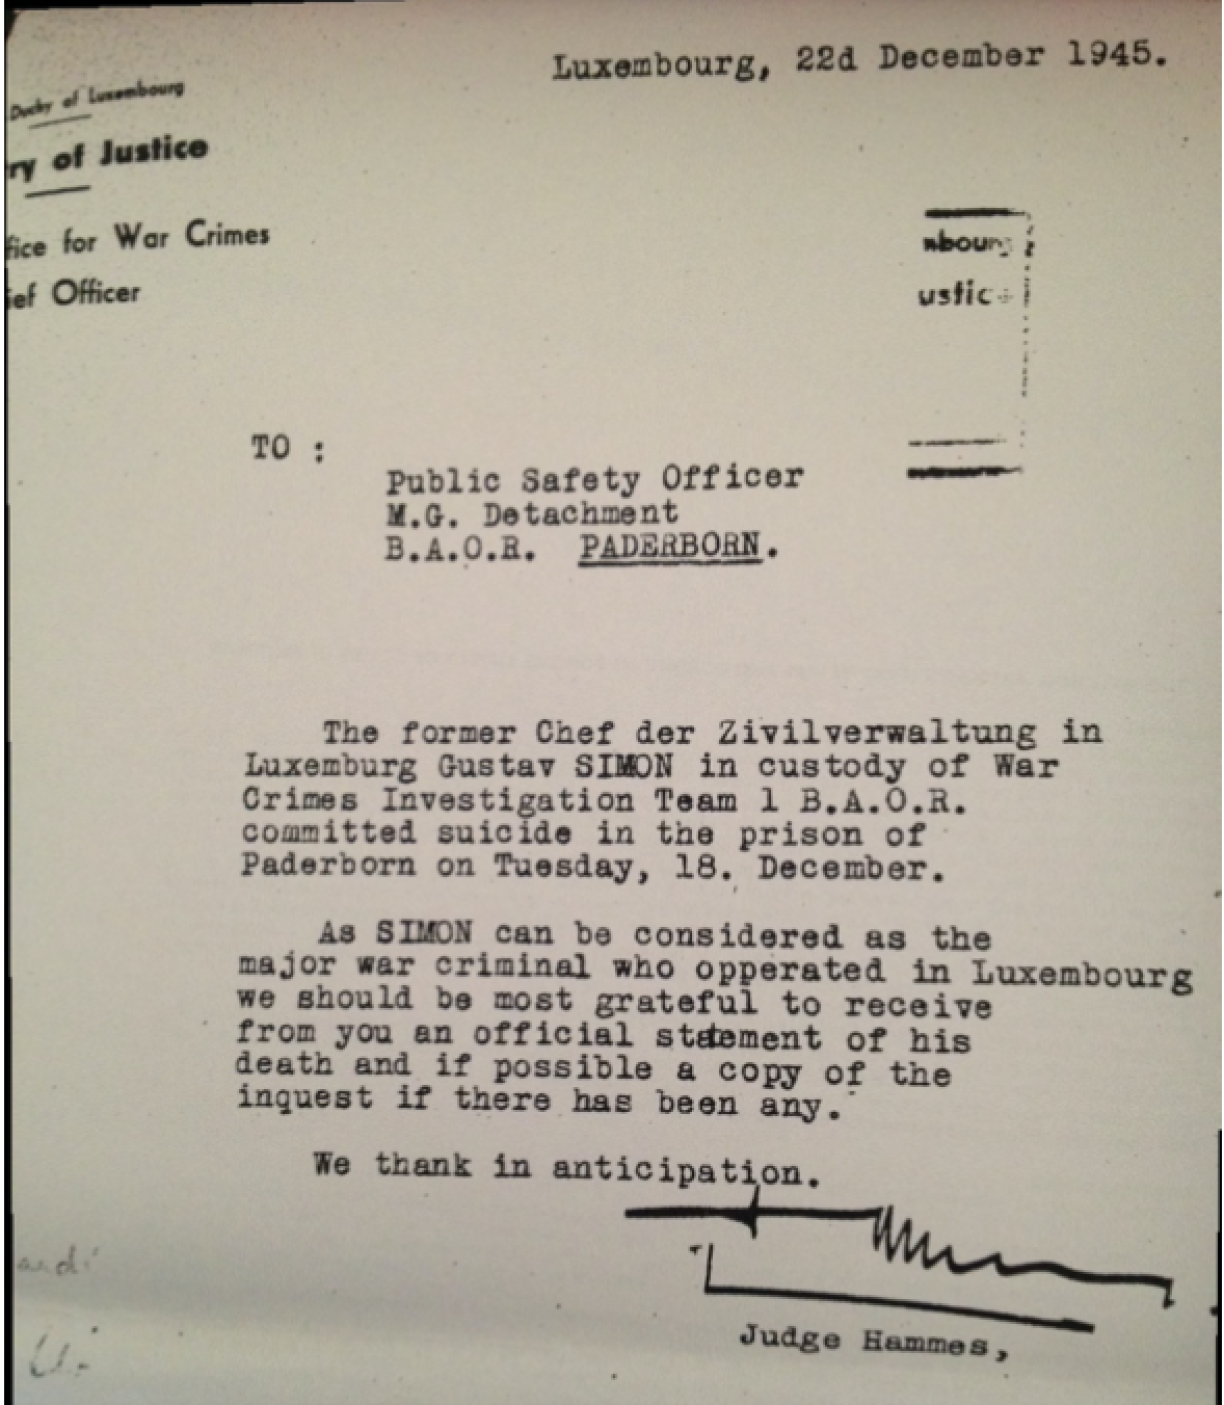 Luxembourg, 22d December 1945.
Duchy of Luxembourg
ry of Justice
fice for War Crimes
ief Officer
nbourg
ustic
TO :
Public Safety Officer
M.G. Detachment
B.A.O.R. PADERBORN.
The former Chef der Zivilverwaltung in
Luxemburg Gustav SIMON in custody of War
Crimes Investigation Team 1 B.A.O.R.
committed suicide in the prison of
Paderborn on Tuesday, 18. December.
As SIMON can be considered as the
major war criminal who opperated in Luxembourg
we should be most grateful to receive
from you an official statement of his
death and if possible a copy of the
inquest if there has been any.
We thank in anticipation.
Judge Hammes,